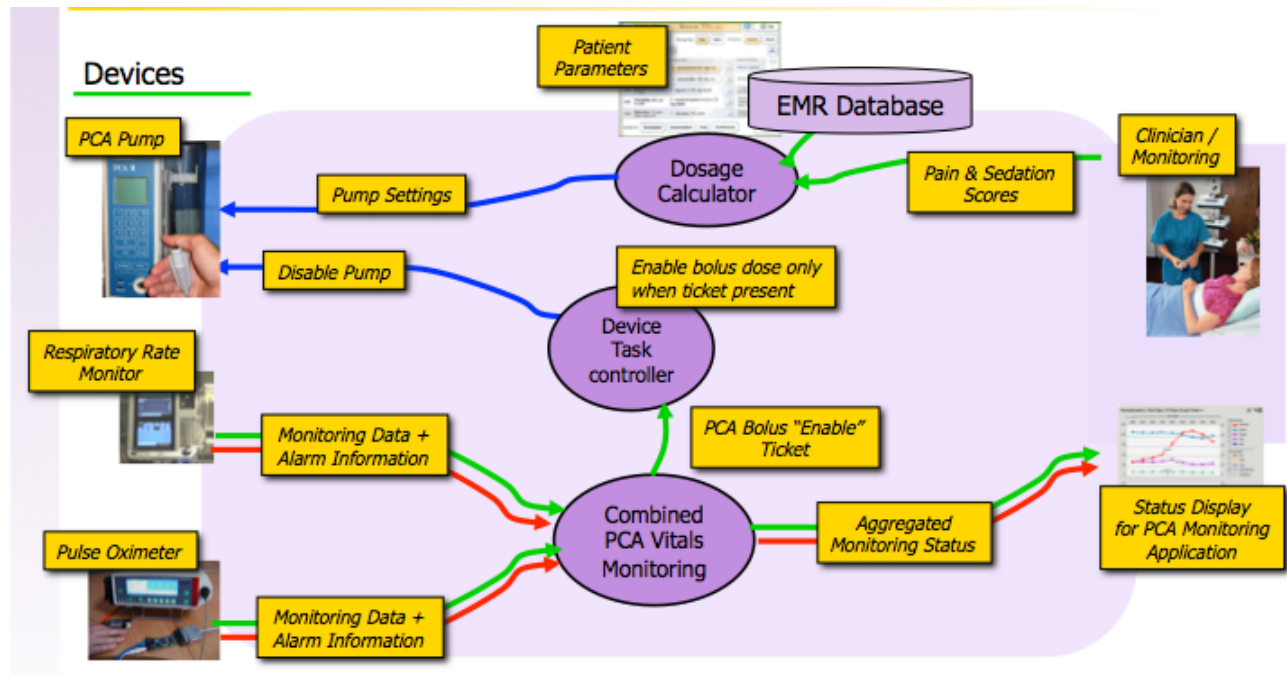 Devices
Patient
Parameters
EMR Database
PCA Pump
Clinician /
Monitoring
Dosage
Calculator
Pain & Sedation
Scores
Pump Settings
Disable Pump
Enable bolus dose only
when ticket present
Device
Task
controller
Respiratory Rate
Monitor
Monitoring Data +
Alarm Information
PCA Bolus “Enable”
Ticket
Combined
PCA Vitals
Monitoring
Aggregated
Monitoring Status
Status Display
for PCA Monitoring
Application
Pulse Oximeter
Monitoring Data +
Alarm Information